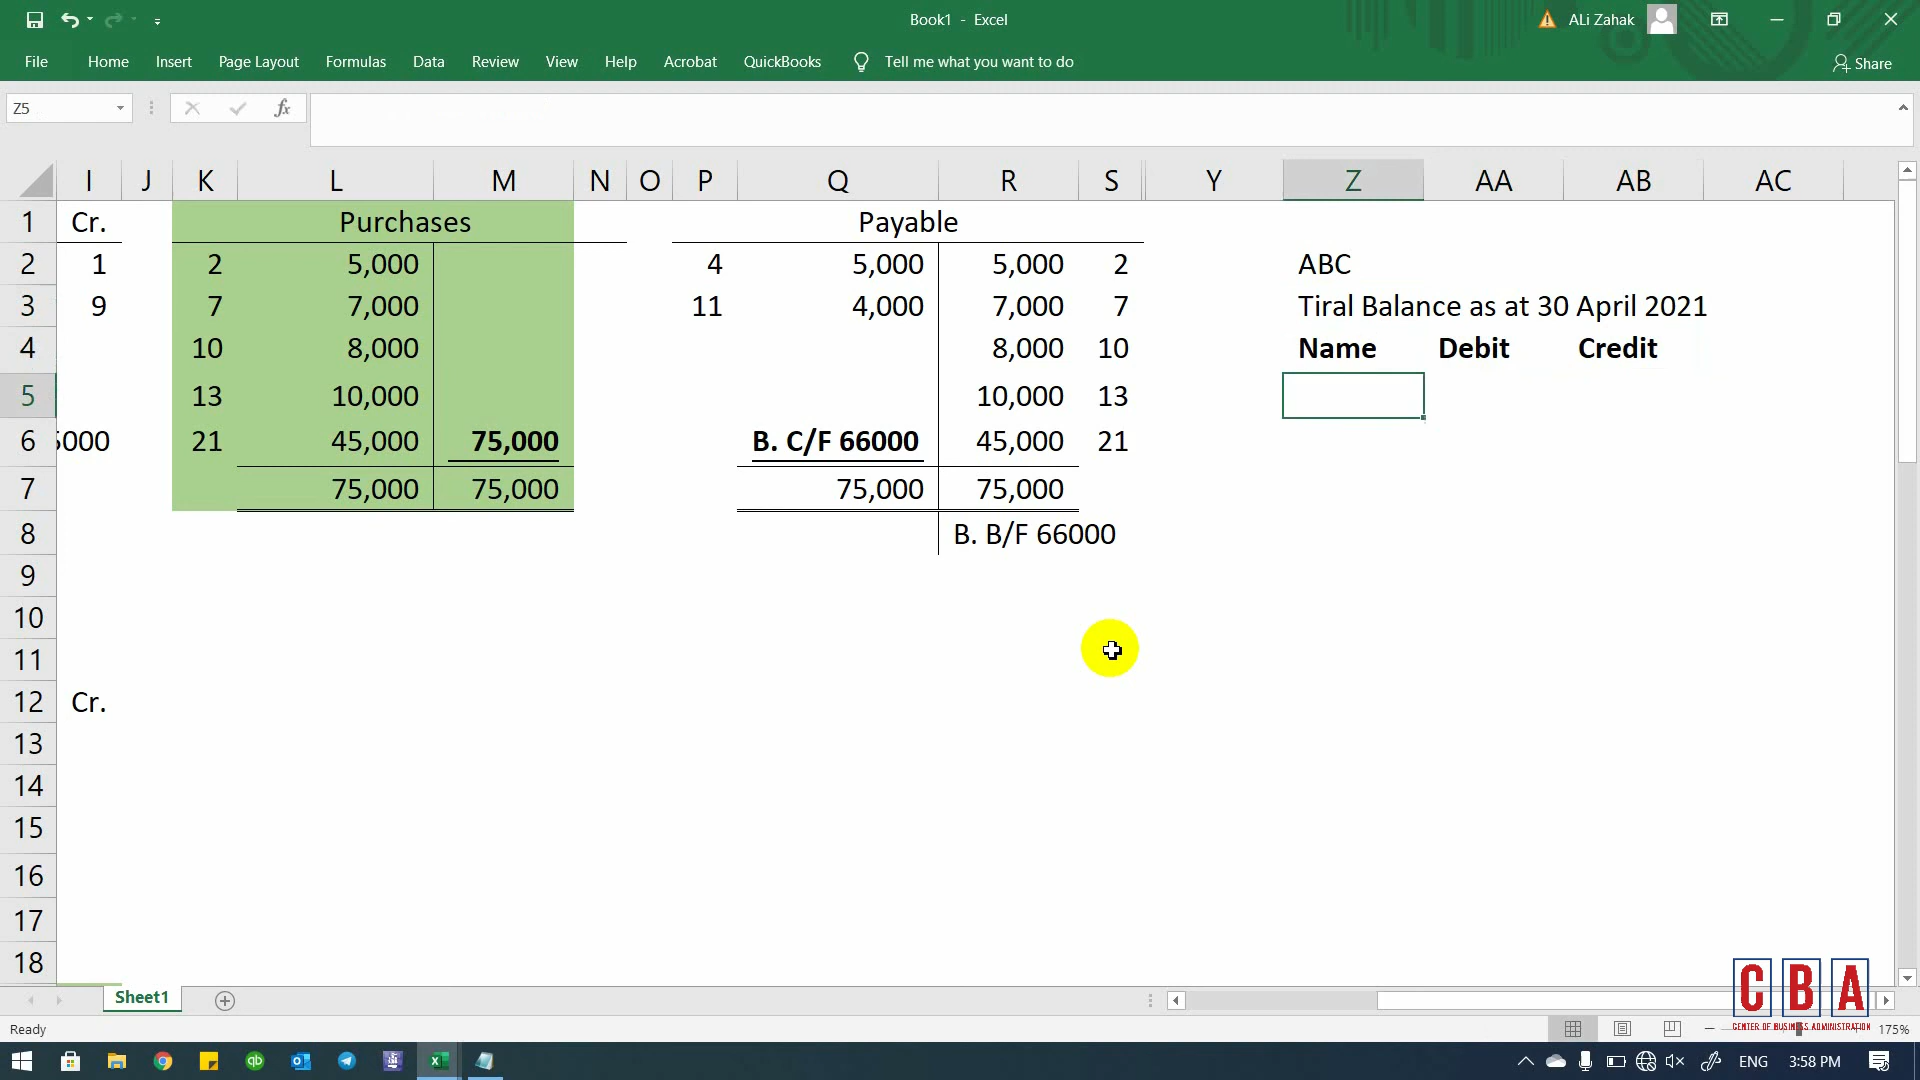 Book1 - Excel
ALi Zahak
File Home Insert Page Layout Formulas Data Review View Help Acrobat QuickBooks Tell me what you want to do Share
Z5 fx
I J K L M N O P Q R S Y Z AA AB AC
1 Cr. Purchases Payable
2 1 2 5,000 4 5,000 5,000 2 ABC
3 9 7 7,000 11 4,000 7,000 7 Tiral Balance as at 30 April 2021
4 10 8,000 8,000 10 Name Debit Credit
5 13 10,000 10,000 13
6 5000 21 45,000 75,000 B. C/F 66000 45,000 21
7 75,000 75,000 75,000 75,000
8 B. B/F 66000
9
10
11
12 Cr.
13
14
15
16
17
18
Sheet1
CBA
CENTER OF BUSINESS ADMINISTRATION
Ready 175%
ENG 3:58 PM